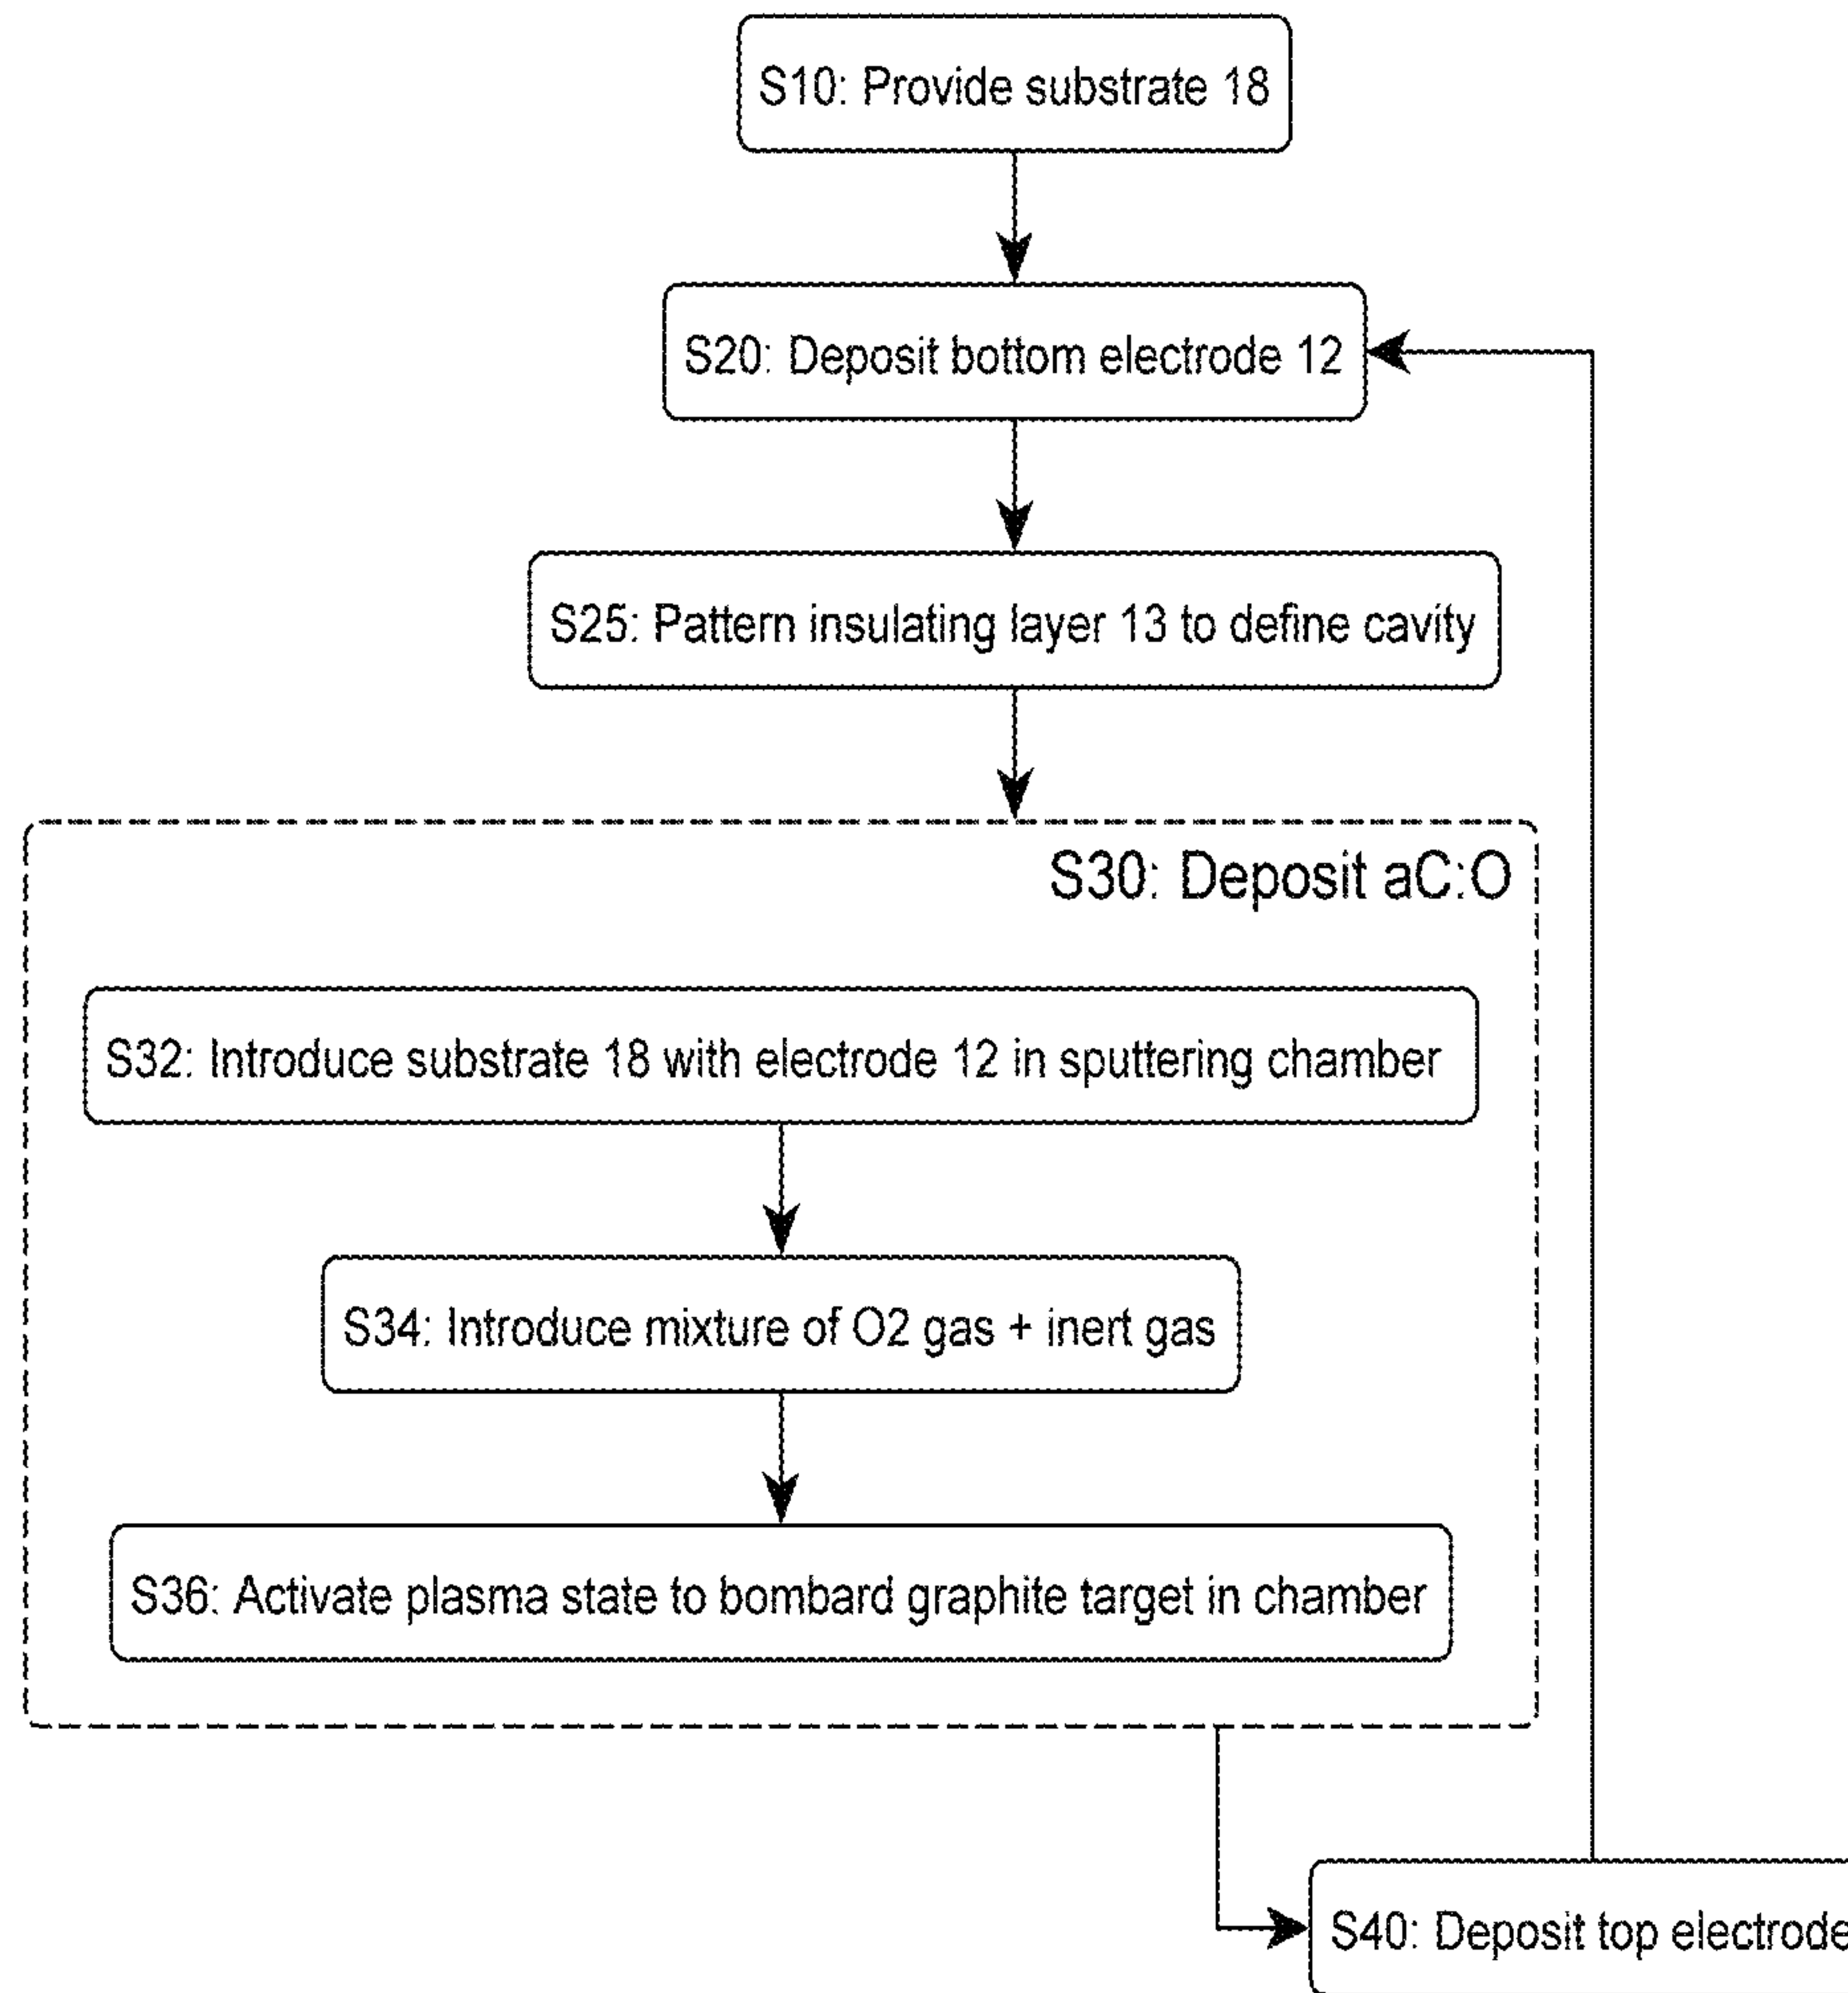 S10: Provide substrate 18
S20: Deposit bottom electrode 12
S25: Pattern insulating layer 13 to define cavity
S30: Deposit aC:O
S32: Introduce substrate 18 with electrode 12 in sputtering chamber
S34: Introduce mixture of O2 gas + inert gas
S36: Activate plasma state to bombard graphite target in chamber
S40: Deposit top electrode